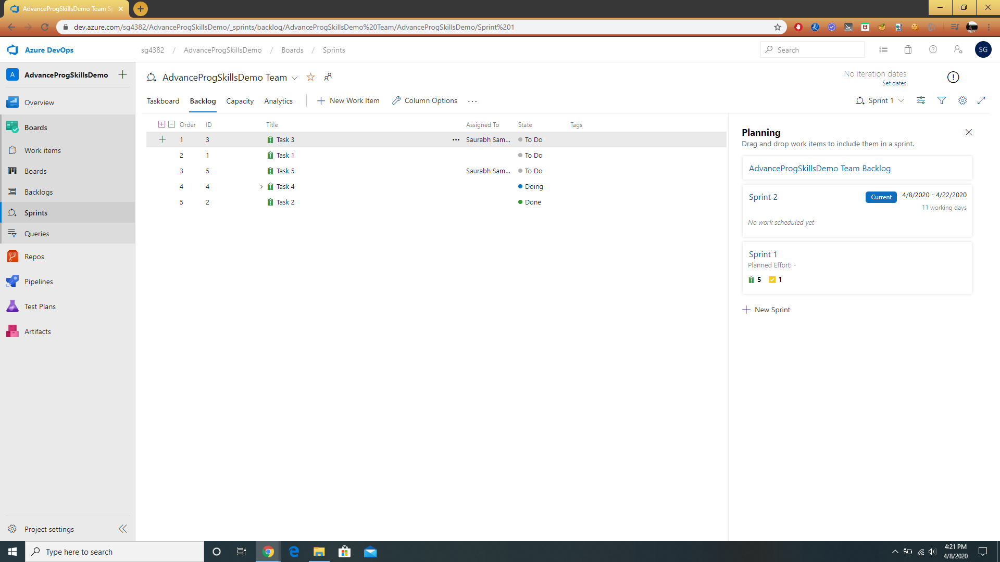 AdvanceProgSkillsDemo Team Sp
dev.azure.com/sg4382/AdvanceProgSkillsDemo/_sprints/backlog/AdvanceProgSkillsDemo%20Team/AdvanceProgSkillsDemo/Sprint%201
Azure DevOps
sg4382 / AdvanceProgSkillsDemo / Boards / Sprints
Search
SG
A AdvanceProgSkillsDemo
Overview
Boards
Work items
Boards
Backlogs
Sprints
Queries
Repos
Pipelines
Test Plans
Artifacts
Project settings
AdvanceProgSkillsDemo Team
No iteration dates
Set dates
Taskboard Backlog Capacity Analytics New Work Item Column Options ...
Sprint 1
Order ID Title Assigned To State Tags
1 3 Task 3 ... Saurabh Sam... To Do
2 1 Task 1 To Do
3 5 Task 5 Saurabh Sam... To Do
4 4 Task 4 Doing
5 2 Task 2 Done
Planning
Drag and drop work items to include them in a sprint.
AdvanceProgSkillsDemo Team Backlog
Sprint 2 Current 4/8/2020 - 4/22/2020
11 working days
No work scheduled yet
Sprint 1
Planned Effort: -
5 1
New Sprint
Type here to search
4:21 PM
4/8/2020